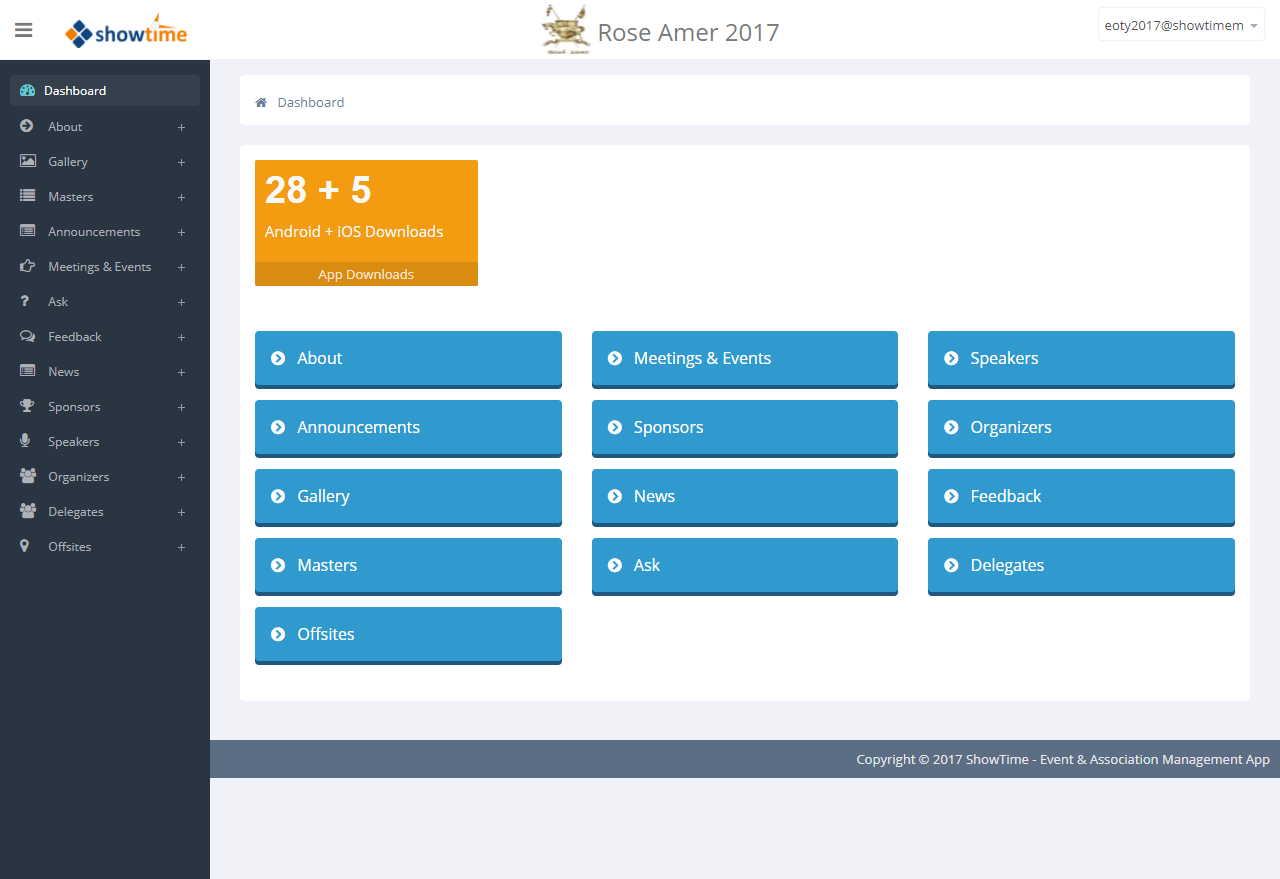 showtime
Rose Amer 2017
eoty2017@showtimem
Dashboard
About +
Gallery +
Masters +
Announcements +
Meetings & Events +
Ask +
Feedback +
News +
Sponsors +
Speakers +
Organizers +
Delegates +
Offsites +
Dashboard
28 + 5
Android + iOS Downloads
App Downloads
About
Meetings & Events
Speakers
Announcements
Sponsors
Organizers
Gallery
News
Feedback
Masters
Ask
Delegates
Offsites
Copyright © 2017 ShowTime - Event & Association Management App